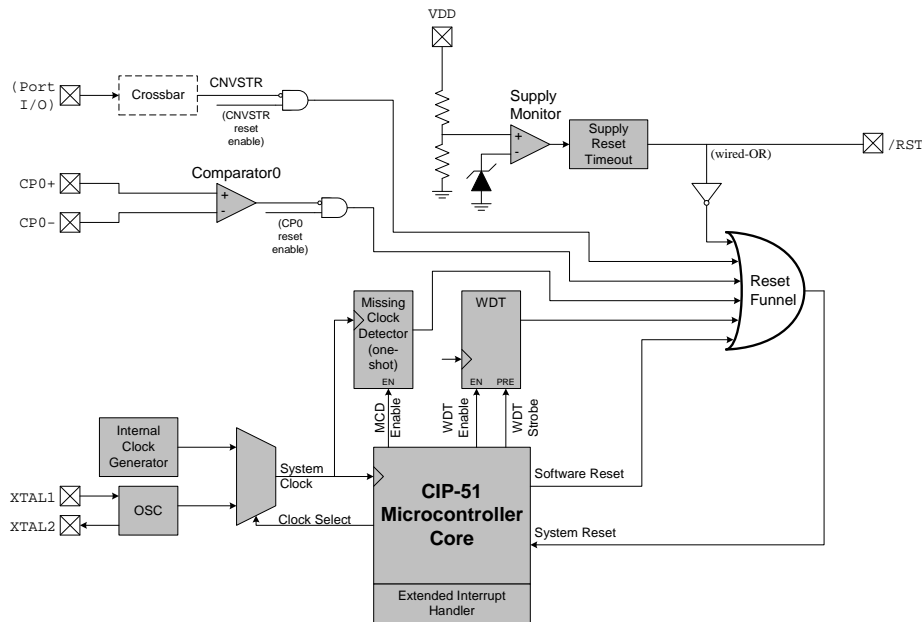 VDD
(Port
I/O)
Crossbar
CNVSTR
(CNVSTR
reset
enable)
Supply
Monitor
+
-
Supply
Reset
Timeout
(wired-OR)
/RST
CP0+
CP0-
Comparator0
+
-
(CP0
reset
enable)
Reset
Funnel
Missing
Clock
Detector
(one-
shot)
EN
WDT
EN
PRE
MCD
Enable
WDT
Enable
WDT
Strobe
Internal
Clock
Generator
System
Clock
XTAL1
XTAL2
OSC
Clock Select
CIP-51
Microcontroller
Core
Software Reset
System Reset
Extended Interrupt
Handler